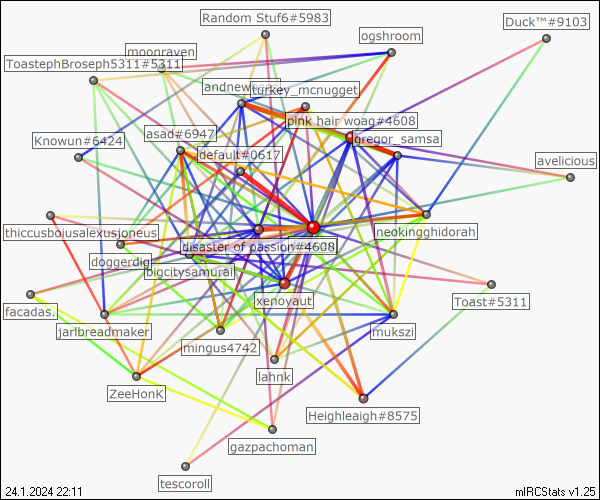 Random Stuf6#5983
Duck™#9103
ogshroom
moonraven
ToastephBroseph5311#5311
turkey_mcnugget
pink hair woag#4608
asad#6947
Knowun#6424
gregor_samsa
default#0617
avelicious
thiccusbousalexusjoneus
neokingghidorah
disaster of passion#4608
doggerdig
bigcitysamurai
xenoyaut
Toast#5311
facadas.
jarlbreadmaker
mukszi
mingus4742
lahnk
ZeeHonK
Heighleaigh#8575
gazpachoman
tescoroll
24.1.2024 22:11
mIRCStats v1.25